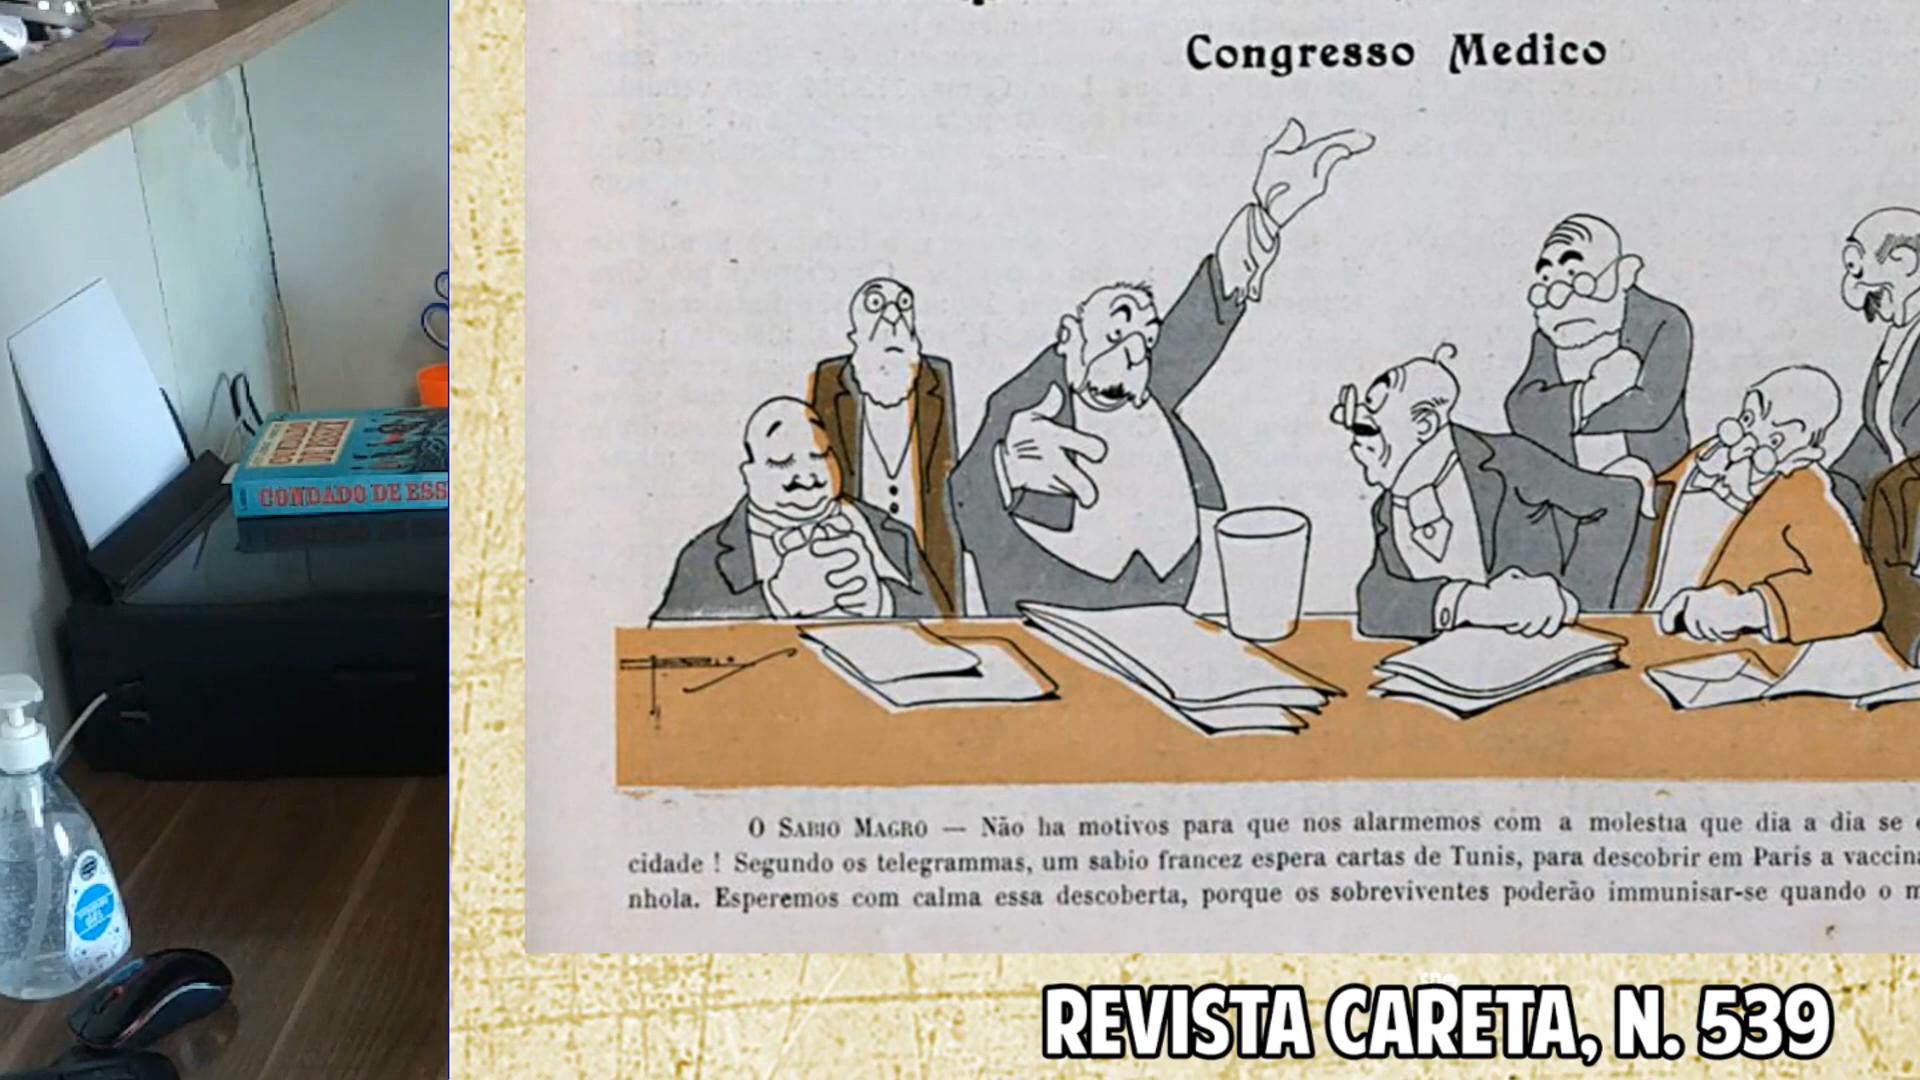 Congresso Medico
CONDADO DE ESS
O SABIO MAGRO — Não ha motivos para que nos alarmemos com a molestia que dia a dia se
cidade ! Segundo os telegrammas, um sabio francez espera cartas de Tunis, para descobrir em Paris a vaccina
nhola. Esperemos com calma essa descoberta, porque os sobreviventes poderão immunisar-se quando o m
REVISTA CARETA, N. 539